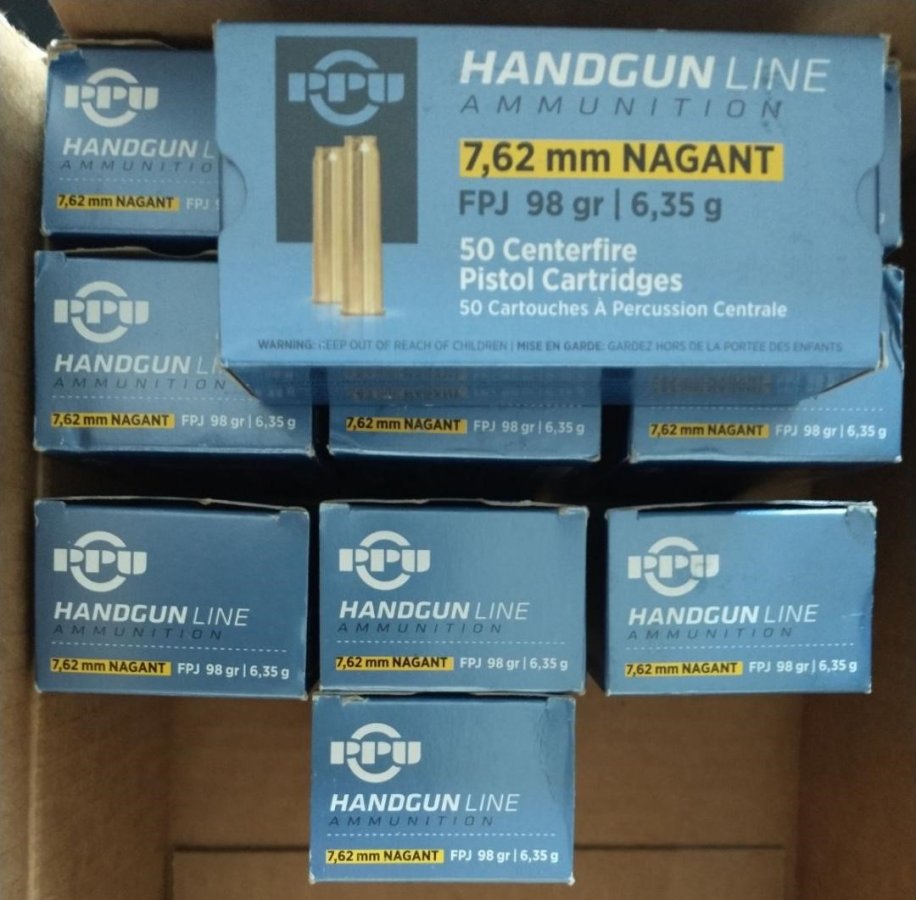 PPU
HANDGUN LINE
AMMUNITION
7,62 mm NAGANT
FPJ 98 gr | 6,35 g
50 Centerfire
Pistol Cartridges
50 Cartouches À Percussion Centrale
WARNING: KEEP OUT OF REACH OF CHILDREN | MISE EN GARDE: GARDEZ HORS DE LA PORTÉE DES ENFANTS
PPU
HANDGUN L
AMMUNITIO
7,62 mm NAGANT FPJ
PPU
HANDGUN LI
AMMUNITION
7,62 mm NAGANT FPJ 98 gr | 6,35 g
7,62 mm NAGANT FPJ 98 gr | 6,35 g
7,62 mm NAGANT FPJ 98 gr | 6,35 g
PPU
HANDGUN LINE
AMMUNITION
7,62 mm NAGANT FPJ 98 gr | 6,35 g
PPU
HANDGUN LINE
AMMUNITION
7,62 mm NAGANT FPJ 98 gr | 6,35 g
PPU
HANDGUN LINE
AMMUNITION
7,62 mm NAGANT FPJ 98 gr | 6,35 g
PPU
HANDGUN LINE
AMMUNITION
7,62 mm NAGANT FPJ 98 gr | 6,35 g